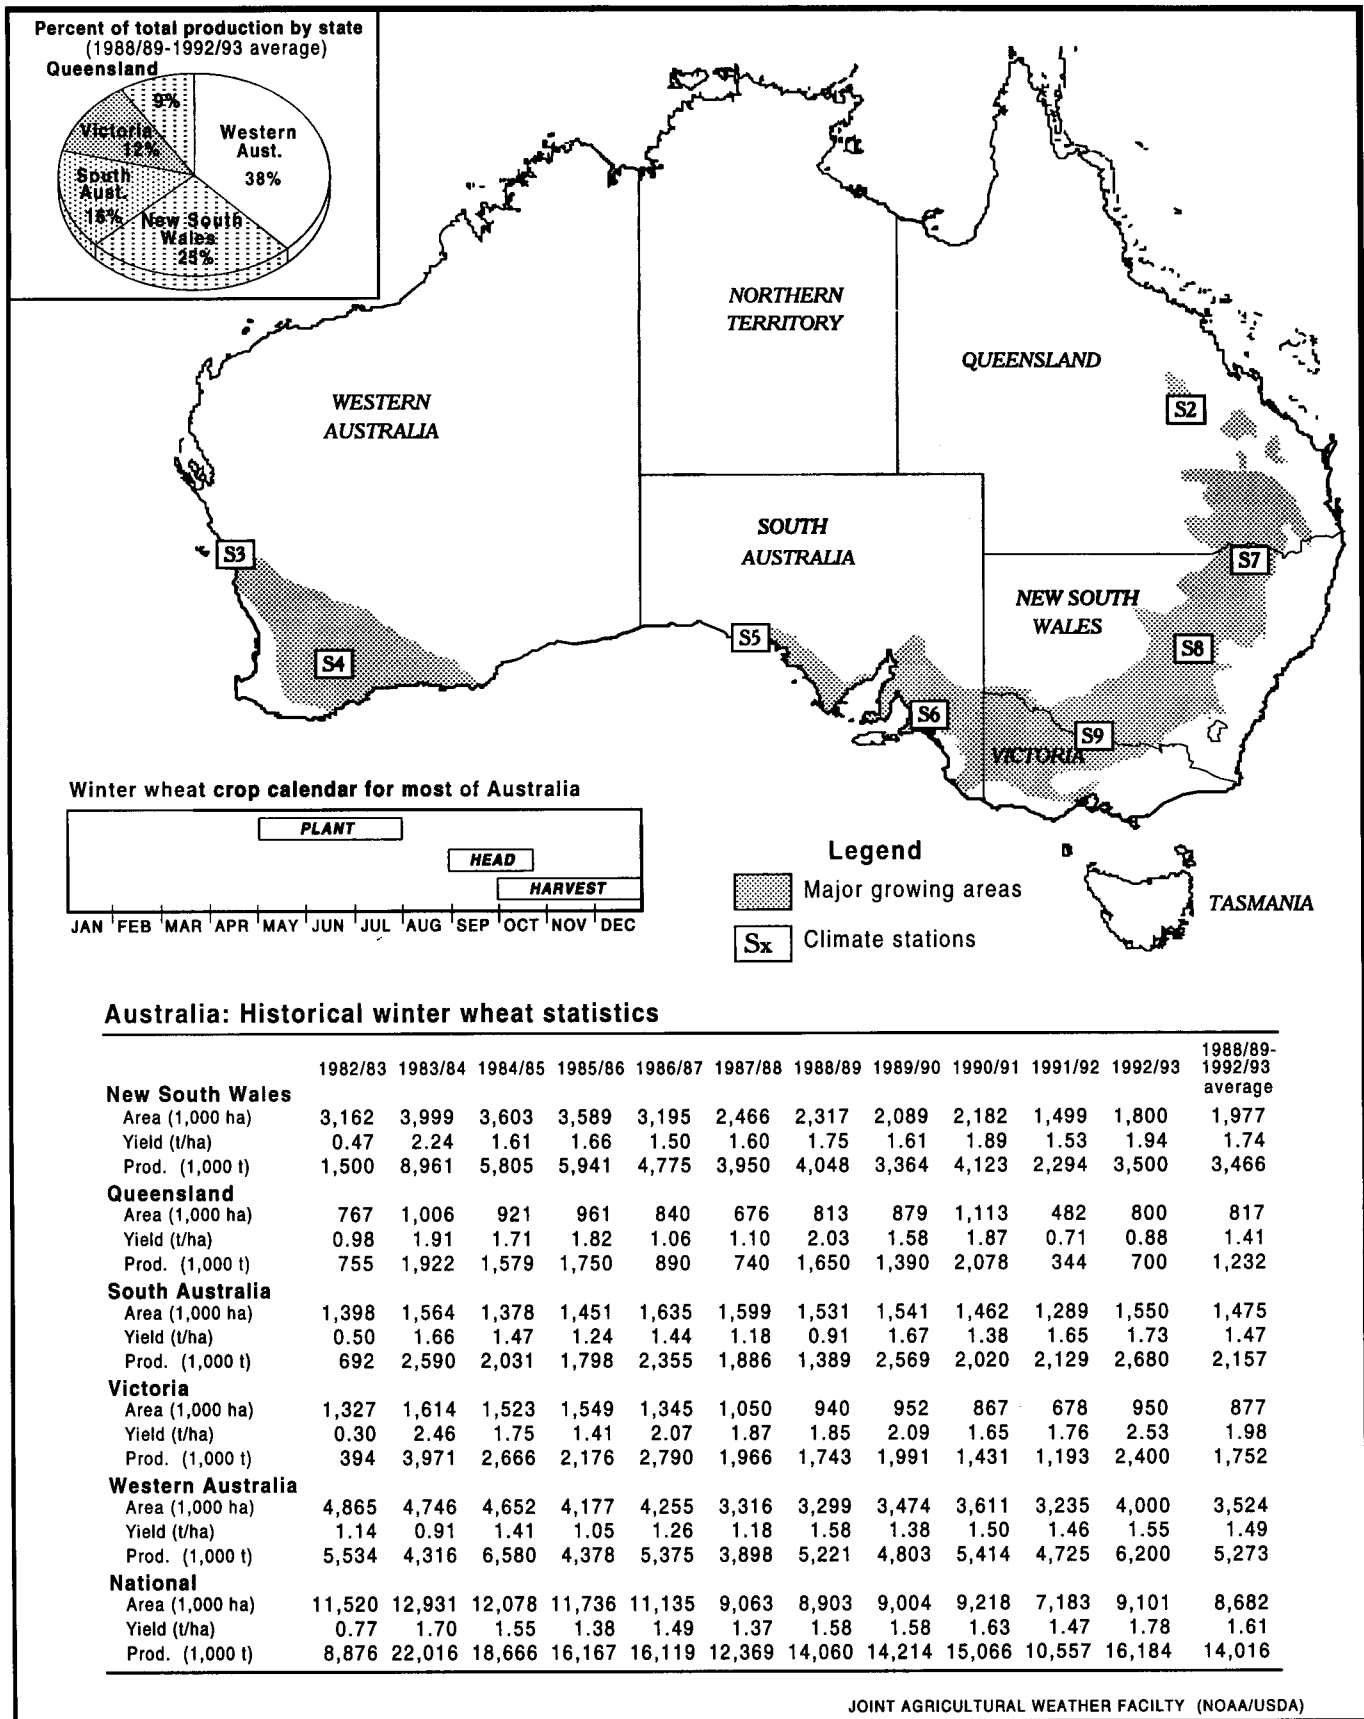 Percent of total production by state
(1988/89-1992/93 average)
Queensland
9%
Victoria
12%
Western
Aust.
38%
South
Aust.
16%
New South
Wales
25%
NORTHERN
TERRITORY
QUEENSLAND
WESTERN
AUSTRALIA
S2
SOUTH
AUSTRALIA
S3
S7
NEW SOUTH
WALES
S5
S8
S4
S6
S9
VICTORIA
Winter wheat crop calendar for most of Australia
PLANT
HEAD
HARVEST
JAN FEB MAR APR MAY JUN JUL AUG SEP OCT NOV DEC
Legend
Major growing areas
Sx Climate stations
TASMANIA
Australia: Historical winter wheat statistics
1988/89-
1982/83 1983/84 1984/85 1985/86 1986/87 1987/88 1988/89 1989/90 1990/91 1991/92 1992/93 1992/93
average
New South Wales
Area (1,000 ha) 3,162 3,999 3,603 3,589 3,195 2,466 2,317 2,089 2,182 1,499 1,800 1,977
Yield (t/ha) 0.47 2.24 1.61 1.66 1.50 1.60 1.75 1.61 1.89 1.53 1.94 1.74
Prod. (1,000 t) 1,500 8,961 5,805 5,941 4,775 3,950 4,048 3,364 4,123 2,294 3,500 3,466
Queensland
Area (1,000 ha) 767 1,006 921 961 840 676 813 879 1,113 482 800 817
Yield (t/ha) 0.98 1.91 1.71 1.82 1.06 1.10 2.03 1.58 1.87 0.71 0.88 1.41
Prod. (1,000 t) 755 1,922 1,579 1,750 890 740 1,650 1,390 2,078 344 700 1,232
South Australia
Area (1,000 ha) 1,398 1,564 1,378 1,451 1,635 1,599 1,531 1,541 1,462 1,289 1,550 1,475
Yield (t/ha) 0.50 1.66 1.47 1.24 1.44 1.18 0.91 1.67 1.38 1.65 1.73 1.47
Prod. (1,000 t) 692 2,590 2,031 1,798 2,355 1,886 1,389 2,569 2,020 2,129 2,680 2,157
Victoria
Area (1,000 ha) 1,327 1,614 1,523 1,549 1,345 1,050 940 952 867 678 950 877
Yield (t/ha) 0.30 2.46 1.75 1.41 2.07 1.87 1.85 2.09 1.65 1.76 2.53 1.98
Prod. (1,000 t) 394 3,971 2,666 2,176 2,790 1,966 1,743 1,991 1,431 1,193 2,400 1,752
Western Australia
Area (1,000 ha) 4,865 4,746 4,652 4,177 4,255 3,316 3,299 3,474 3,611 3,235 4,000 3,524
Yield (t/ha) 1.14 0.91 1.41 1.05 1.26 1.18 1.58 1.38 1.50 1.46 1.55 1.49
Prod. (1,000 t) 5,534 4,316 6,580 4,378 5,375 3,898 5,221 4,803 5,414 4,725 6,200 5,273
National
Area (1,000 ha) 11,520 12,931 12,078 11,736 11,135 9,063 8,903 9,004 9,218 7,183 9,101 8,682
Yield (t/ha) 0.77 1.70 1.55 1.38 1.49 1.37 1.58 1.58 1.63 1.47 1.78 1.61
Prod. (1,000 t) 8,876 22,016 18,666 16,167 16,119 12,369 14,060 14,214 15,066 10,557 16,184 14,016
JOINT AGRICULTURAL WEATHER FACILTY (NOAA/USDA)